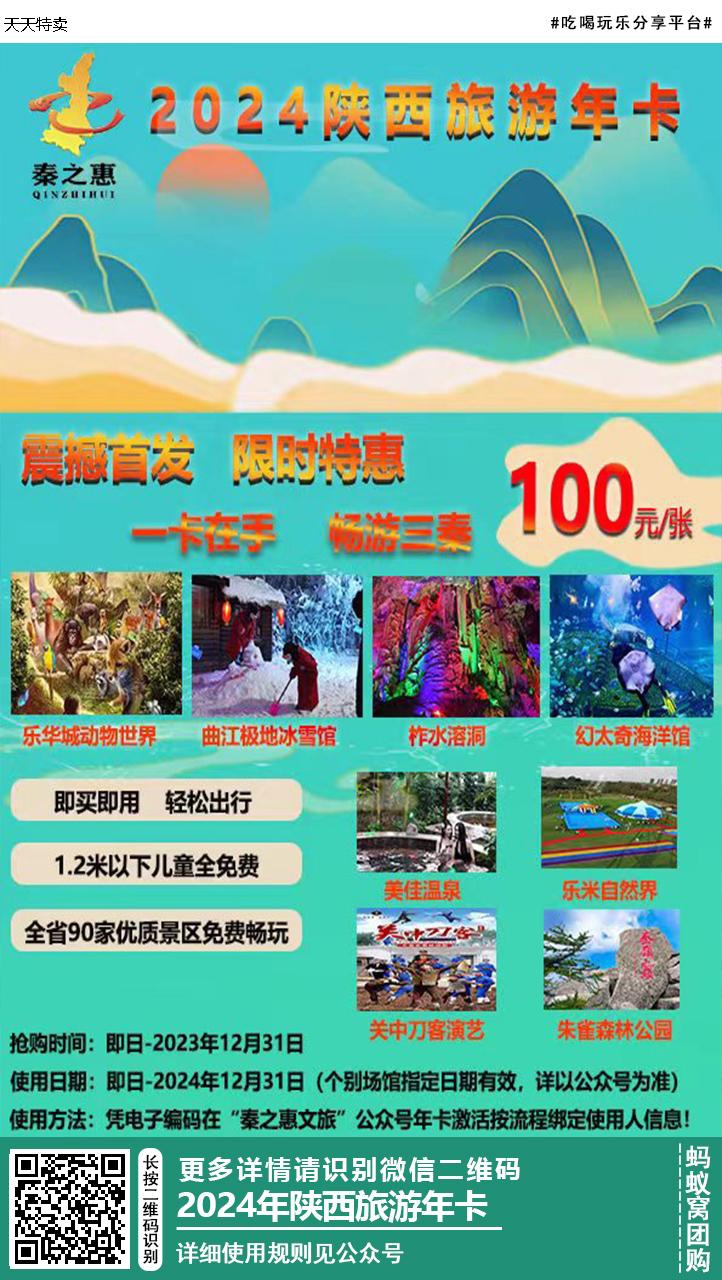 天天特卖
#吃喝玩乐分享平台#
2024陕西旅游年卡
秦之惠
QINZHIHUI
震撼首发 限时特惠
一卡在手 畅游三秦
100元/张
乐华城动物世界 曲江极地冰雪馆 柞水溶洞 幻太奇海洋馆
即买即用 轻松出行
1.2米以下儿童全免费
全省90家优质景区免费畅玩
美佳温泉 乐米自然界
关中刀客
关中刀客演艺 朱雀森林公园
抢购时间：即日-2023年12月31日
使用日期：即日-2024年12月31日（个别场馆指定日期有效，详以公众号为准）
使用方法：凭电子编码在“秦之惠文旅”公众号年卡激活按流程绑定使用人信息！
长按二维码识别
更多详情请识别微信二维码
2024年陕西旅游年卡
详细使用规则见公众号
蚂蚁窝团购